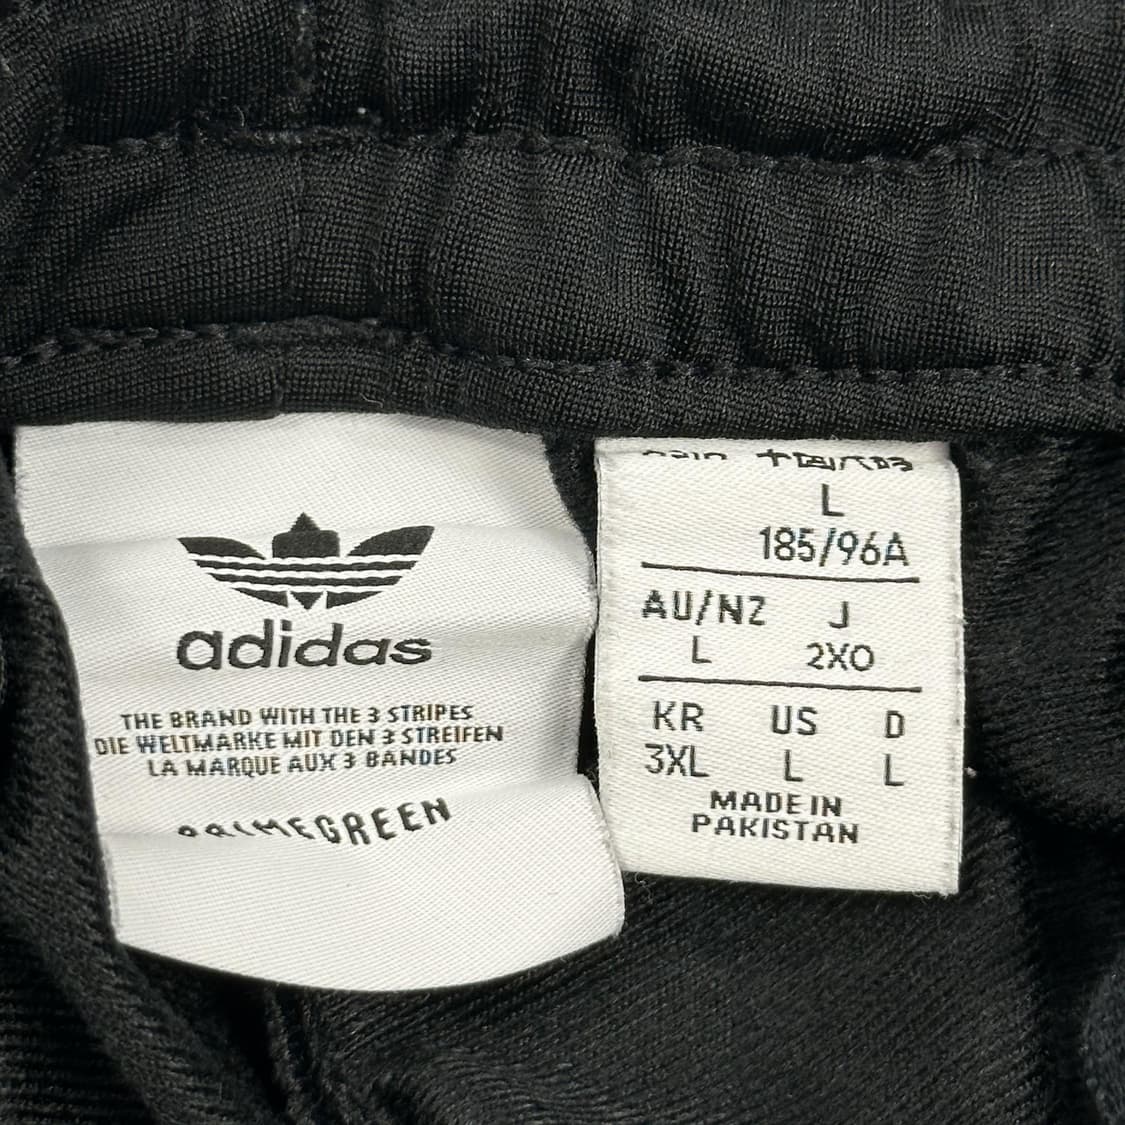 adidas
THE BRAND WITH THE 3 STRIPES
DIE WELTMARKE MIT DEN 3 STREIFEN
LA MARQUE AUX 3 BANDES
PRIMEGREEN
L
185/96A
AU/NZ J
L 2XO
KR US D
3XL L L
MADE IN
PAKISTAN